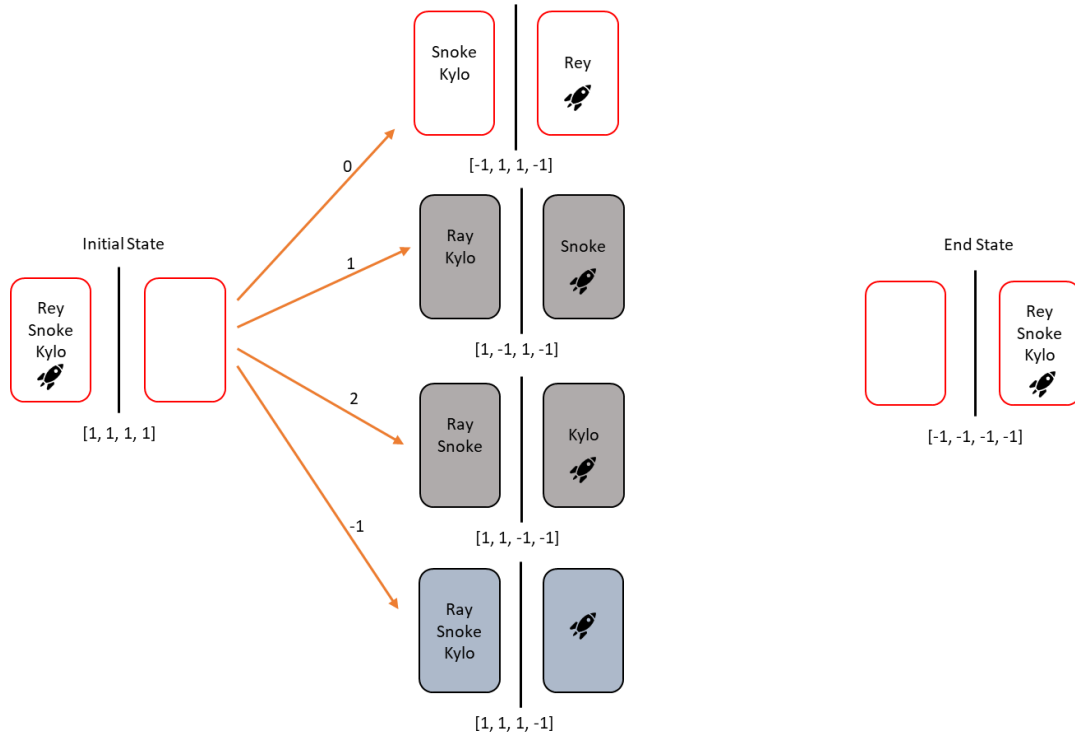 Initial State
Rey
Snoke
Kylo
[1, 1, 1, 1]
0
1
2
-1
Snoke
Kylo
Rey
[-1, 1, 1, -1]
Ray
Kylo
Snoke
[1, -1, 1, -1]
Ray
Snoke
Kylo
[1, 1, -1, -1]
Ray
Snoke
Kylo
[1, 1, 1, -1]
End State
Rey
Snoke
Kylo
[-1, -1, -1, -1]